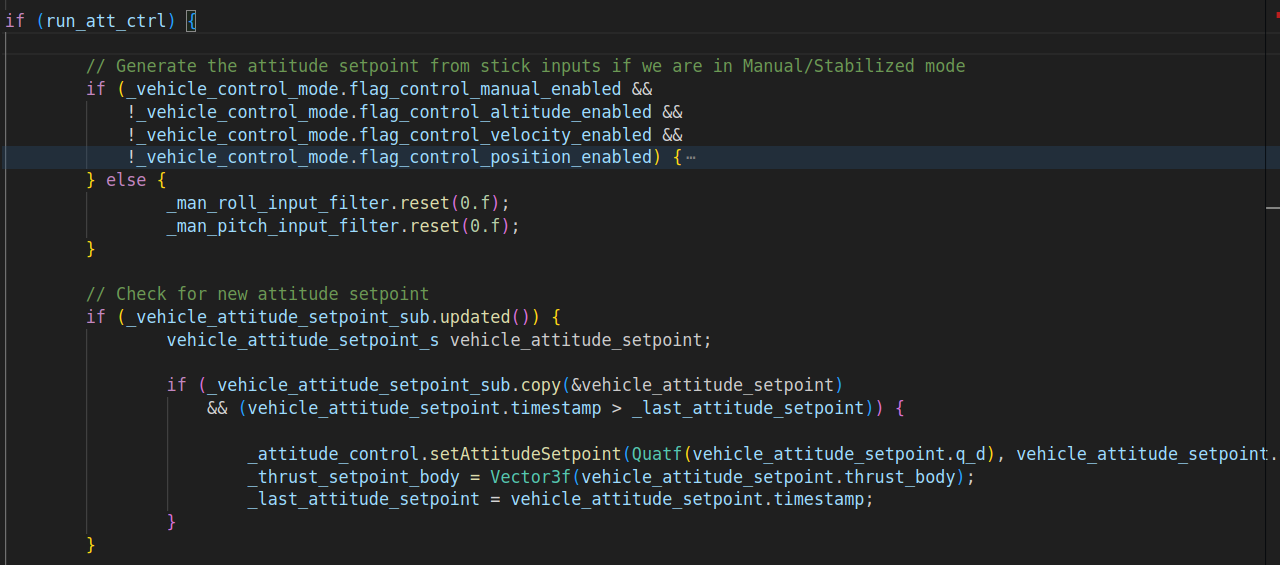 if (run_att_ctrl) {
// Generate the attitude setpoint from stick inputs if we are in Manual/Stabilized mode
if (_vehicle_control_mode.flag_control_manual_enabled &&
!_vehicle_control_mode.flag_control_altitude_enabled &&
!_vehicle_control_mode.flag_control_velocity_enabled &&
!_vehicle_control_mode.flag_control_position_enabled) { ⋯
} else {
_man_roll_input_filter.reset(0.f);
_man_pitch_input_filter.reset(0.f);
}
// Check for new attitude setpoint
if (_vehicle_attitude_setpoint_sub.updated()) {
vehicle_attitude_setpoint_s vehicle_attitude_setpoint;
if (_vehicle_attitude_setpoint_sub.copy(&vehicle_attitude_setpoint)
&& (vehicle_attitude_setpoint.timestamp > _last_attitude_setpoint)) {
_attitude_control.setAttitudeSetpoint(Quatf(vehicle_attitude_setpoint.q_d), vehicle_attitude_setpoint.
_thrust_setpoint_body = Vector3f(vehicle_attitude_setpoint.thrust_body);
_last_attitude_setpoint = vehicle_attitude_setpoint.timestamp;
}
}